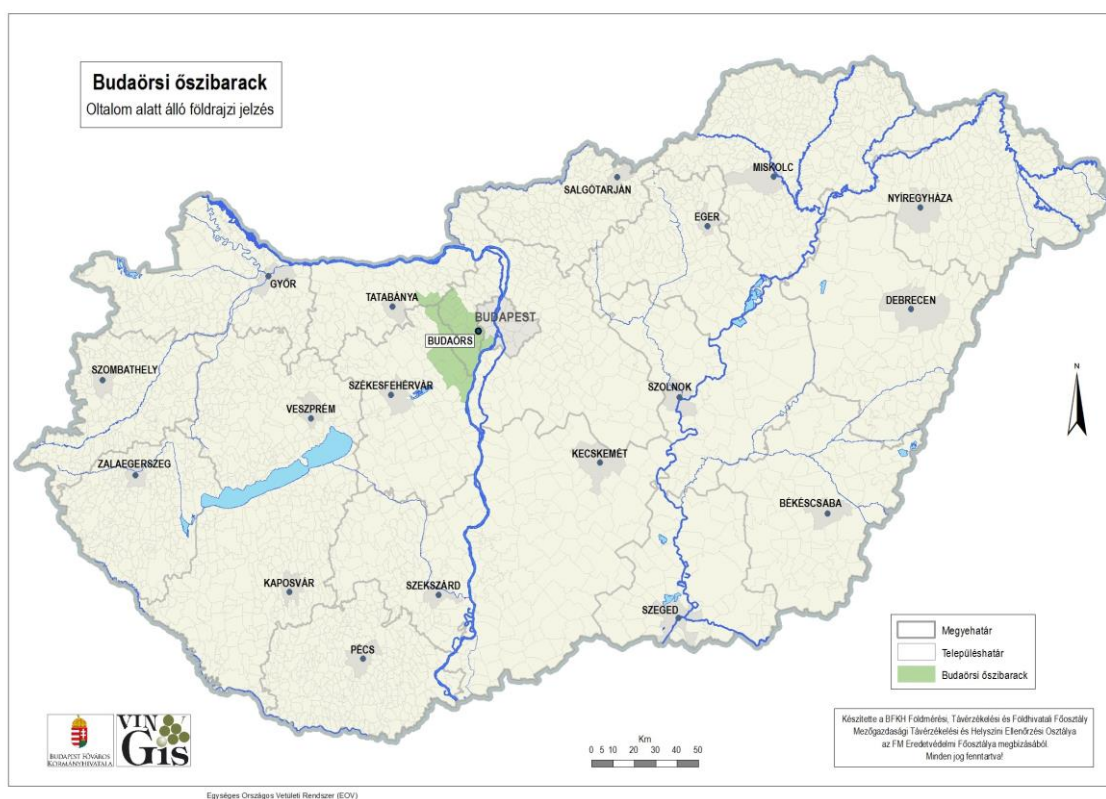 Budaörsi őszibarack
Oltalom alatt álló földrajzi jelzés
MISKOLC
SALGÓTARJÁN
NYÍREGYHÁZA
EGER
GYŐR
TATABÁNYA
DEBRECEN
BUDAPEST
BUDAÖRS
SZOMBATHELY
SZÉKESFEHÉRVÁR
SZOLNOK
N
VESZPRÉM
KECSKEMÉT
ZALAEGERSZEG
BÉKÉSCSABA
KAPOSVÁR
SZEKSZÁRD
SZEGED
PÉCS
Megyehatár
Településhatár
Budaörsi őszibarack
BUDAPEST FŐVÁROS
KORMÁNYHIVATALA
VIN
GIS
Km
0 5 10 20 30 40 50
Készítette a BFKH Földmérési, Távérzékelési és Földhivatali Főosztály
Mezőgazdasági Távérzékelési és Helyszíni Ellenőrzési Osztálya
az FM Eredetvédelmi Főosztálya megbízásából.
Minden jog fenntartva!
Egységes Országos Vetületi Rendszer (EOV)